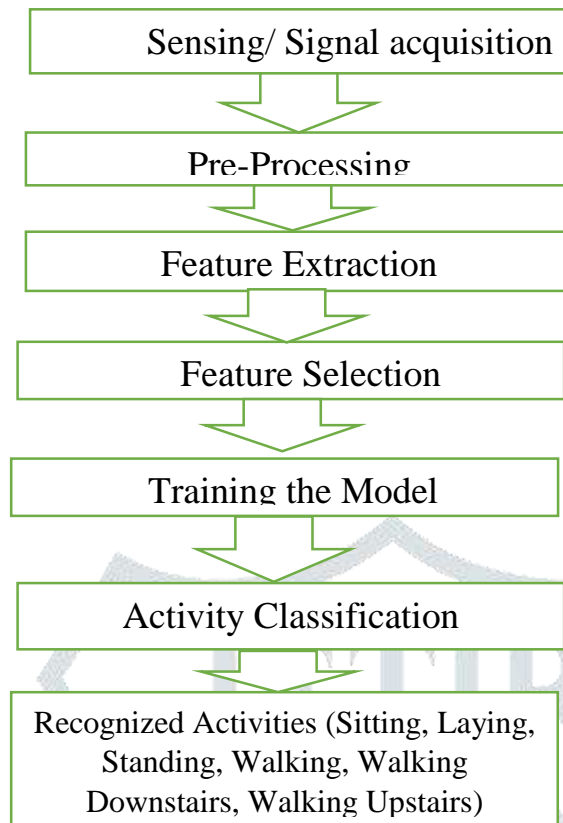 Sensing/ Signal acquisition
Pre-Processing
Feature Extraction
Feature Selection
Training the Model
Activity Classification
Recognized Activities (Sitting, Laying,
Standing, Walking, Walking
Downstairs, Walking Upstairs)